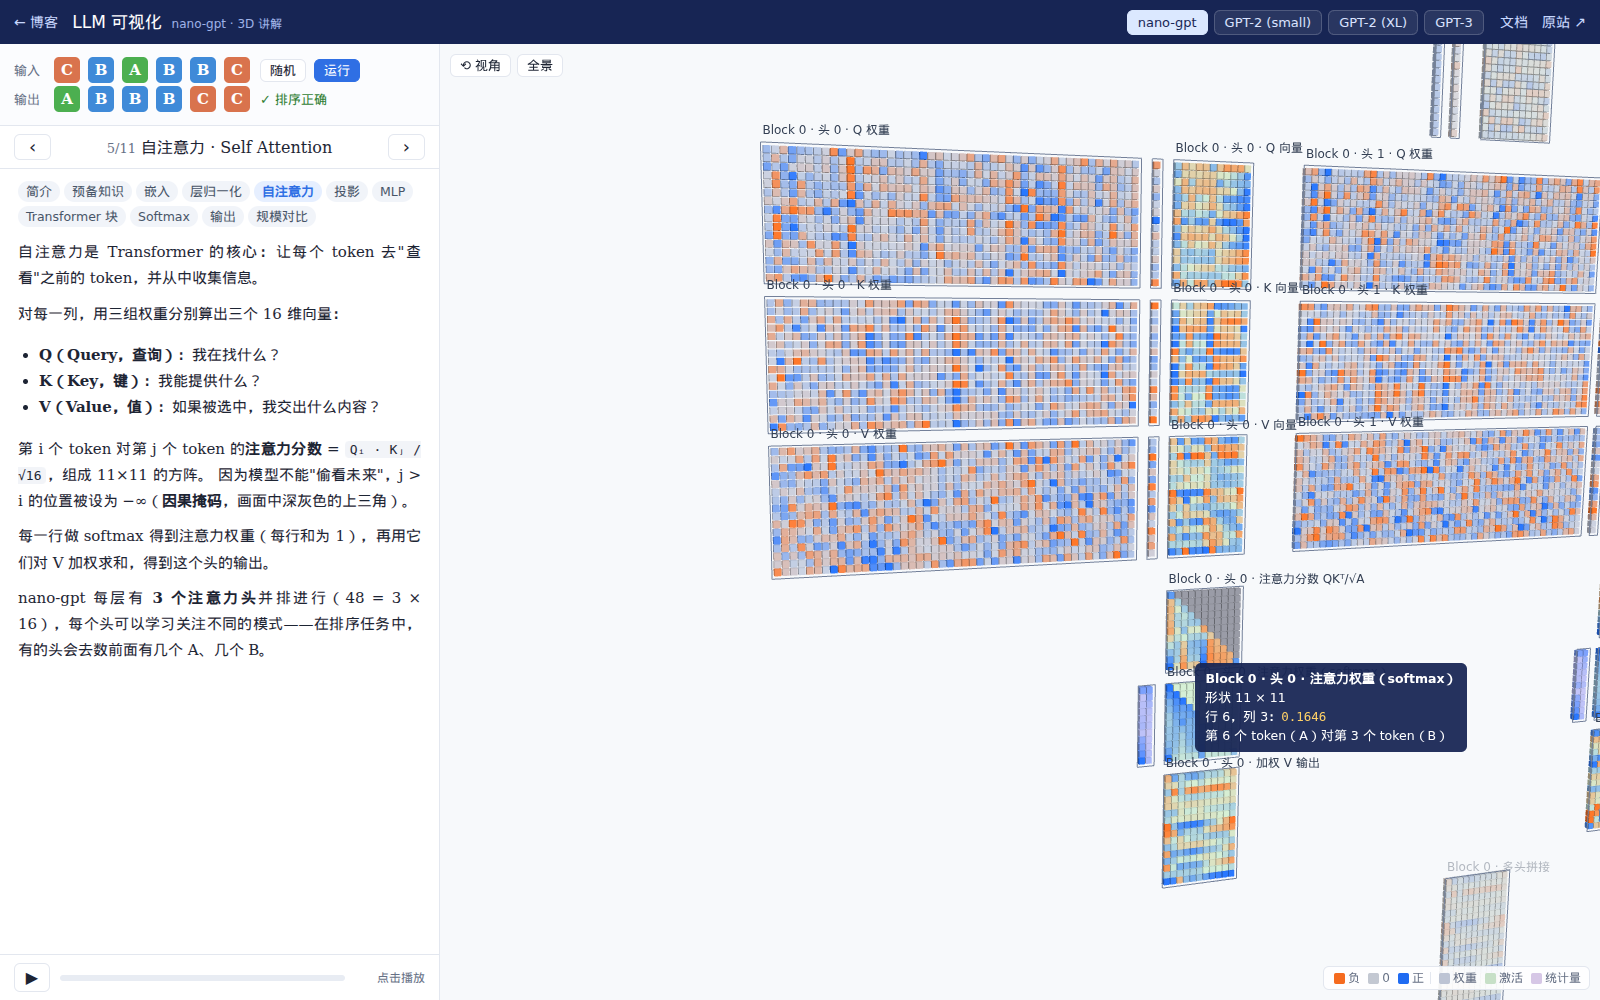 ← 博客 LLM 可视化 nano-gpt · 3D 讲解 nano-gpt GPT-2 (small) GPT-2 (XL) GPT-3 文档 原站 ↗
输入 C B A B B C 随机 运行
输出 A B B B C C ✓ 排序正确
‹ 5/11 自注意力 · Self Attention ›
简介 预备知识 嵌入 层归一化 自注意力 投影 MLP
Transformer 块 Softmax 输出 规模对比
自注意力是 Transformer 的核心：让每个 token 去"查
看"之前的 token，并从中收集信息。
对每一列，用三组权重分别算出三个 16 维向量：
• Q（Query，查询）：我在找什么？
• K（Key，键）：我能提供什么？
• V（Value，值）：如果被选中，我交出什么内容？
第 i 个 token 对第 j 个 token 的注意力分数 = Qᵢ · Kⱼ /
√16，组成 11×11 的方阵。 因为模型不能"偷看未来"，j >
i 的位置被设为 −∞（因果掩码，画面中深灰色的上三角）。
每一行做 softmax 得到注意力权重（每行和为 1），再用它
们对 V 加权求和，得到这个头的输出。
nano-gpt 每层有 3 个注意力头并排进行（48 = 3 ×
16），每个头可以学习关注不同的模式——在排序任务中，
有的头会去数前面有几个 A、几个 B。
▶ 点击播放
⟲ 视角 全景
Block 0 · 头 0 · Q 权重
Block 0 · 头 0 · Q 向量
Block 0 · 头 1 · Q 权重
Block 0 · 头 0 · K 权重
Block 0 · 头 0 · K 向量
Block 0 · 头 1 · K 权重
Block 0 · 头 0 · V 权重
Block 0 · 头 0 · V 向量
Block 0 · 头 1 · V 权重
Block 0 · 头 0 · 注意力分数 QKᵀ/√A
Block 0 · 头 0 · 注意力权重（softmax）
形状 11 × 11
行 6，列 3：0.1646
第 6 个 token（A）对第 3 个 token（B）
Block 0 · 头 0 · 加权 V 输出
Block 0 · 多头拼接
负 0 正 权重 激活 统计量